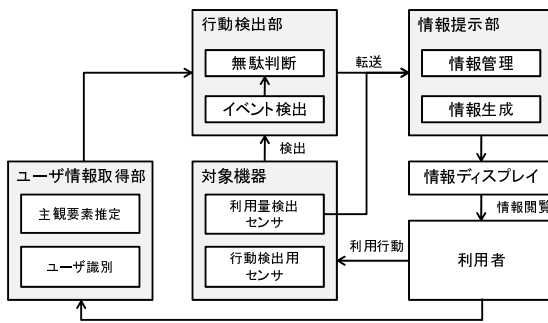 行動検出部
無駄判断
イベント検出
転送
情報提示部
情報管理
情報生成
検出
ユーザ情報取得部
主観要素推定
ユーザ識別
対象機器
利用量検出
センサ
行動検出用
センサ
情報ディスプレイ
情報閲覧
利用行動
利用者